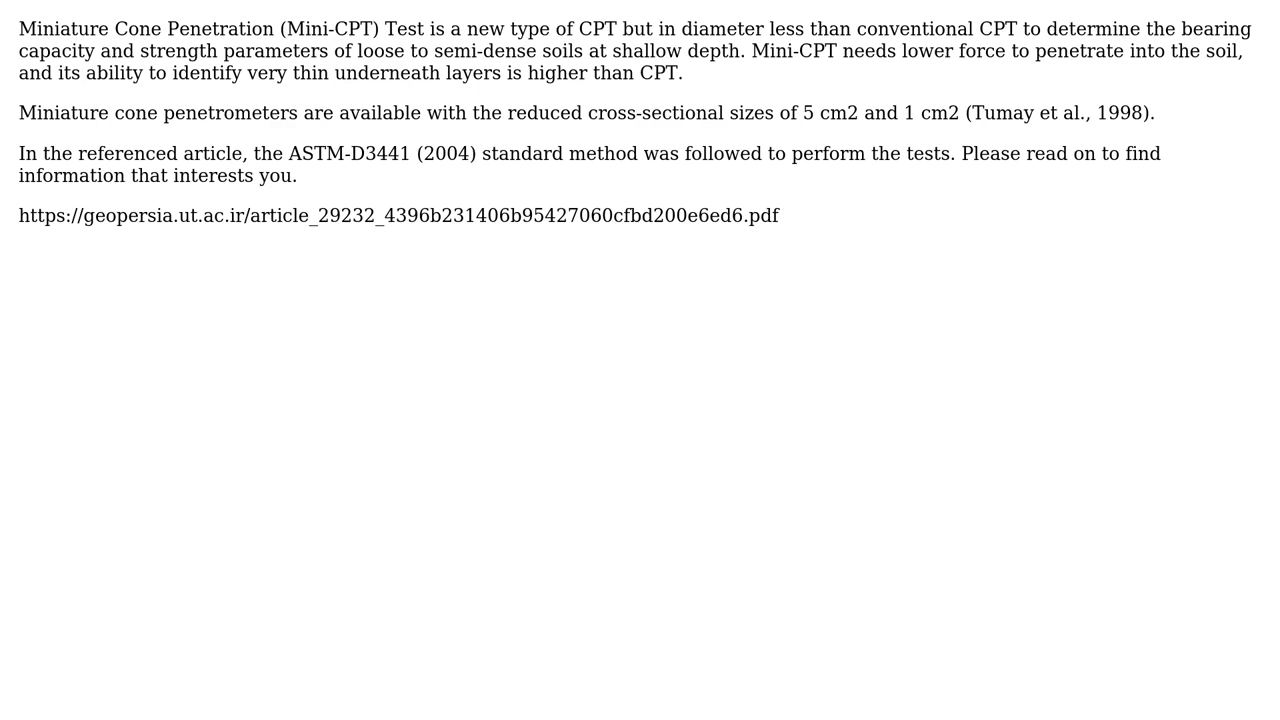 Miniature Cone Penetration (Mini-CPT) Test is a new type of CPT but in diameter less than conventional CPT to determine the bearing
capacity and strength parameters of loose to semi-dense soils at shallow depth. Mini-CPT needs lower force to penetrate into the soil,
and its ability to identify very thin underneath layers is higher than CPT.
Miniature cone penetrometers are available with the reduced cross-sectional sizes of 5 cm2 and 1 cm2 (Tumay et al., 1998).
In the referenced article, the ASTM-D3441 (2004) standard method was followed to perform the tests. Please read on to find
information that interests you.
https://geopersia.ut.ac.ir/article_29232_4396b231406b95427060cfbd200e6ed6.pdf